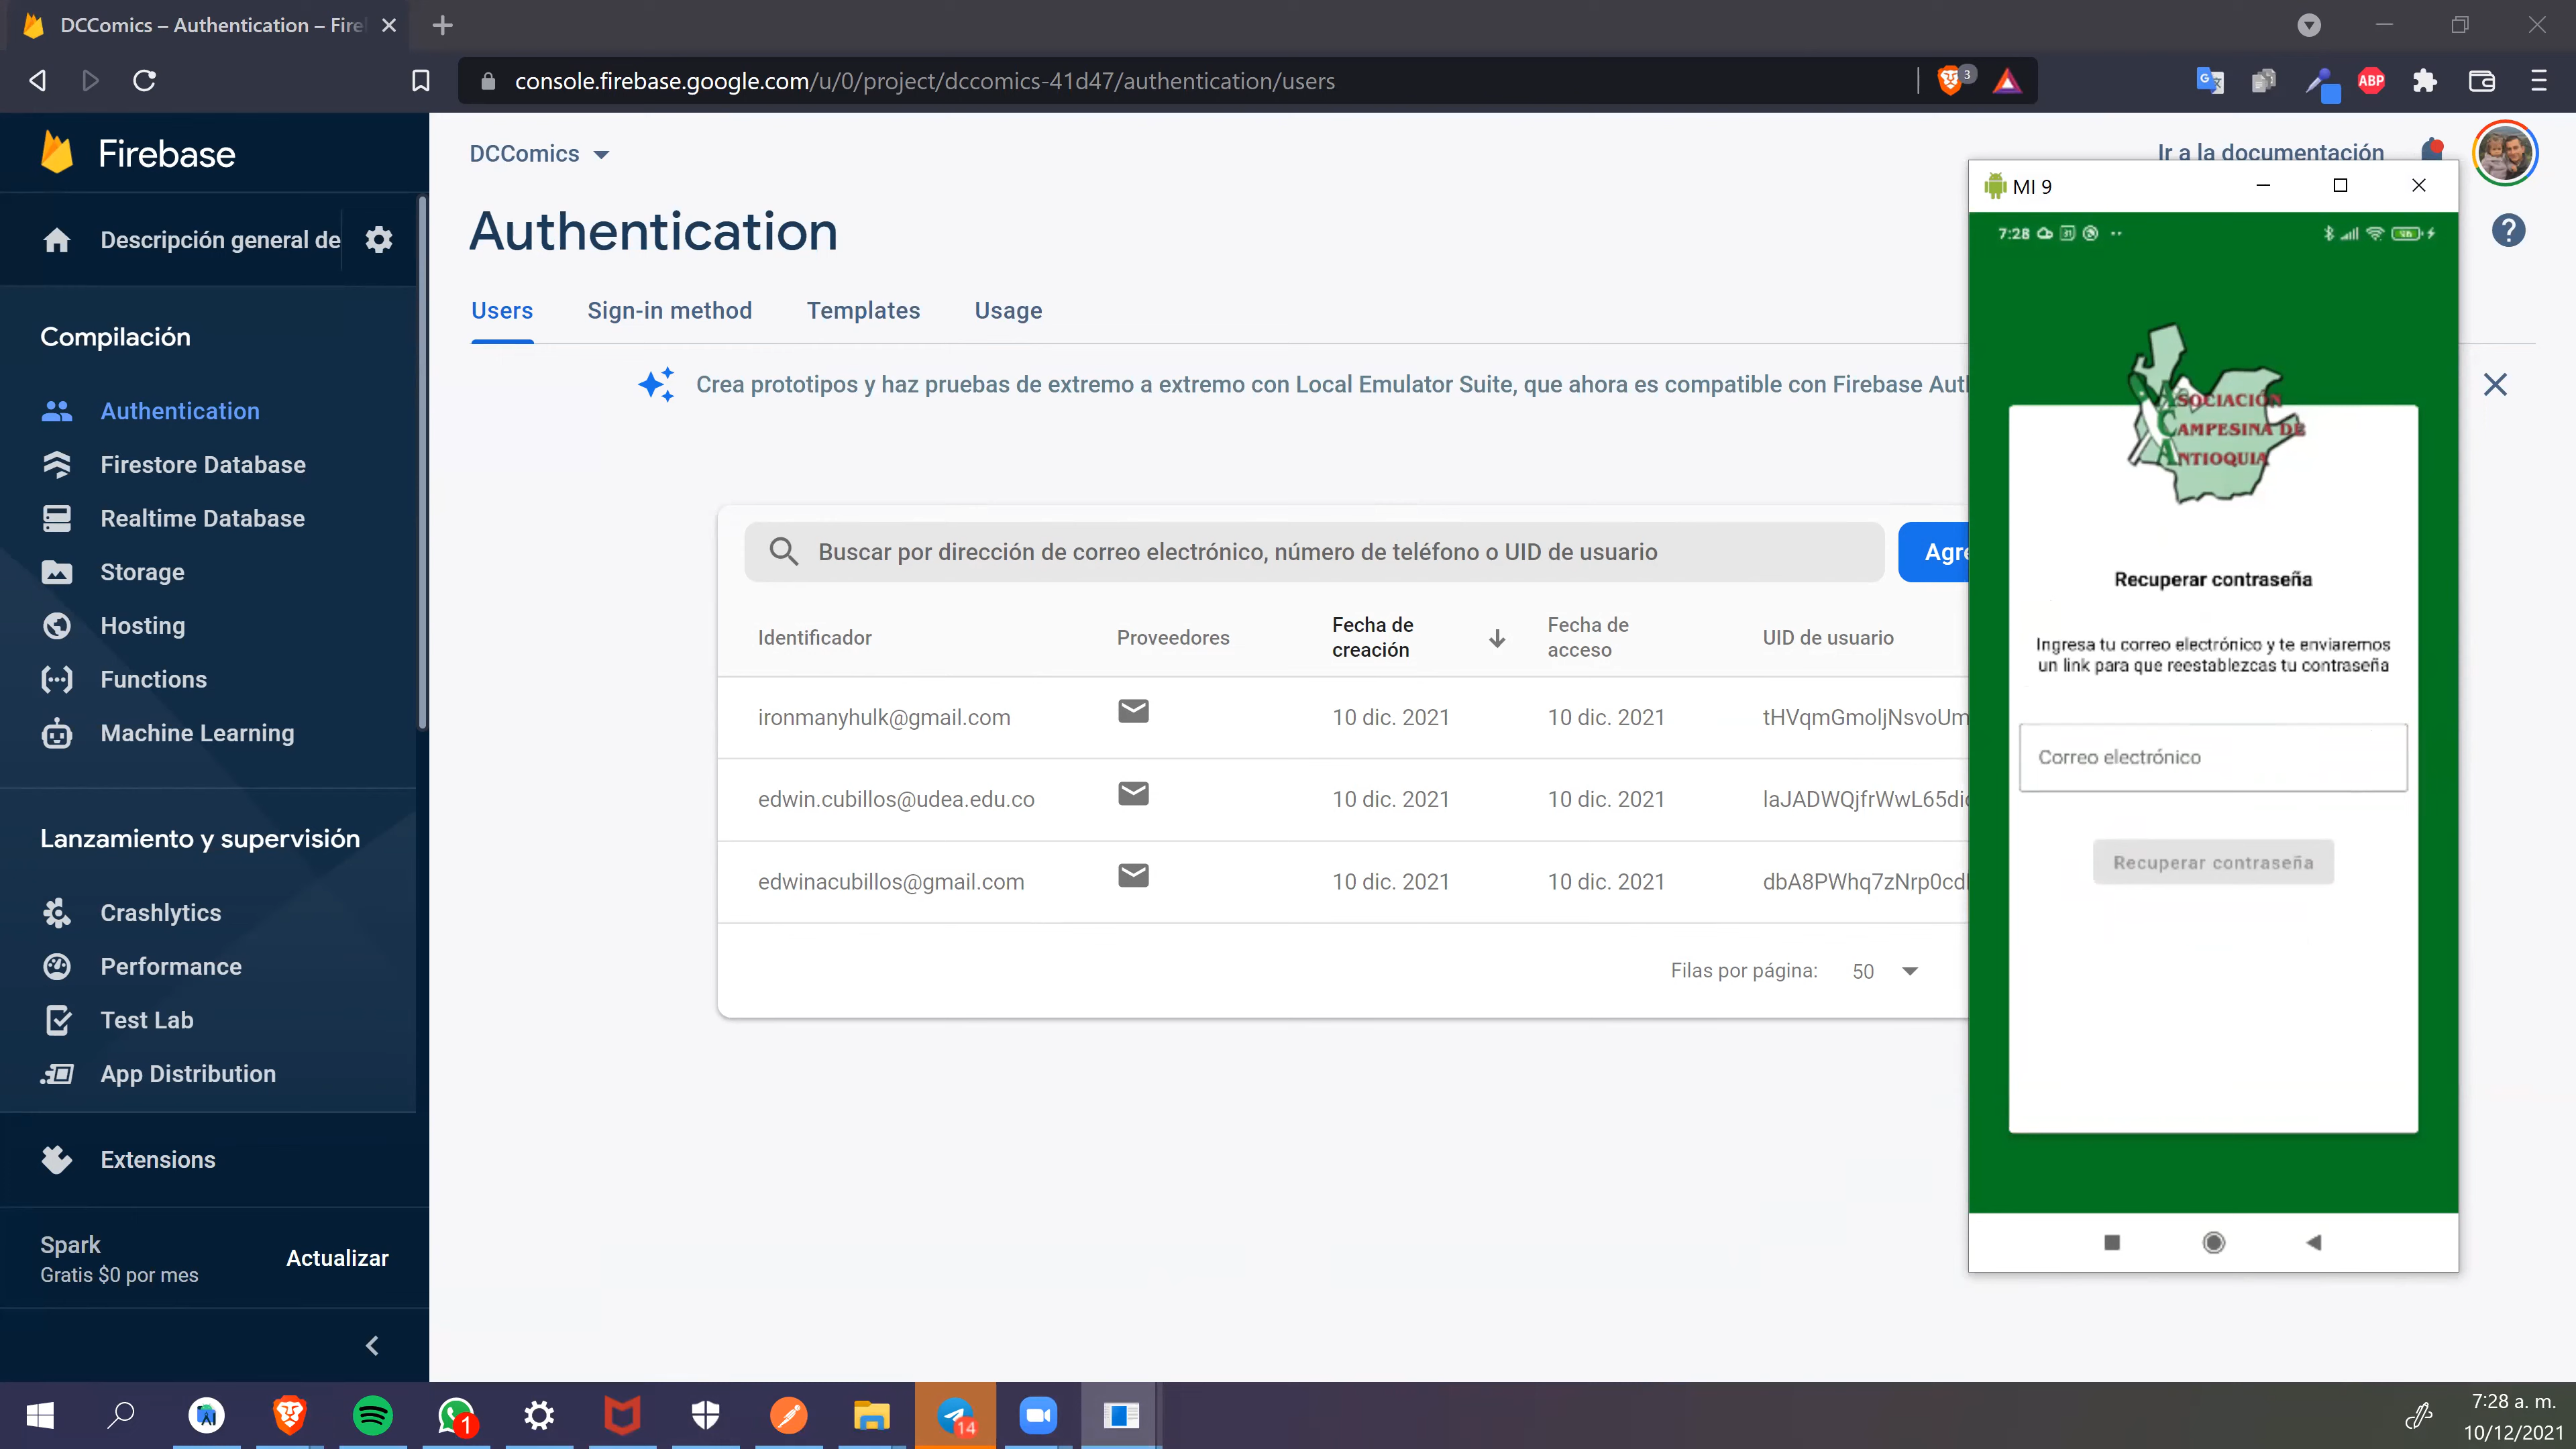 DCComics – Authentication – Fire
console.firebase.google.com/u/0/project/dccomics-41d47/authentication/users
3
ABP
Firebase
Descripción general de
Compilación
Authentication
Firestore Database
Realtime Database
Storage
Hosting
Functions
Machine Learning
Lanzamiento y supervisión
Crashlytics
Performance
Test Lab
App Distribution
Extensions
Spark
Gratis $0 por mes
Actualizar
DCComics
Ir a la documentación
Authentication
Users
Sign-in method
Templates
Usage
Crea prototipos y haz pruebas de extremo a extremo con Local Emulator Suite, que ahora es compatible con Firebase Aut
Buscar por dirección de correo electrónico, número de teléfono o UID de usuario
Agre
Identificador
Proveedores
Fecha de
creación
Fecha de
acceso
UID de usuario
ironmanyhulk@gmail.com
10 dic. 2021
10 dic. 2021
tHVqmGmoljNsvoUm
edwin.cubillos@udea.edu.co
10 dic. 2021
10 dic. 2021
laJADWQjfrWwL65di
edwinacubillos@gmail.com
10 dic. 2021
10 dic. 2021
dbA8PWhq7zNrp0cd
Filas por página:
50
MI 9
7:28
ASOCIACIÓN
CAMPESINA DE
ANTIOQUIA
Recuperar contraseña
Ingresa tu correo electrónico y te enviaremos
un link para que reestablezcas tu contraseña
Correo electrónico
Recuperar contraseña
1
14
7:28 a. m.
10/12/2021